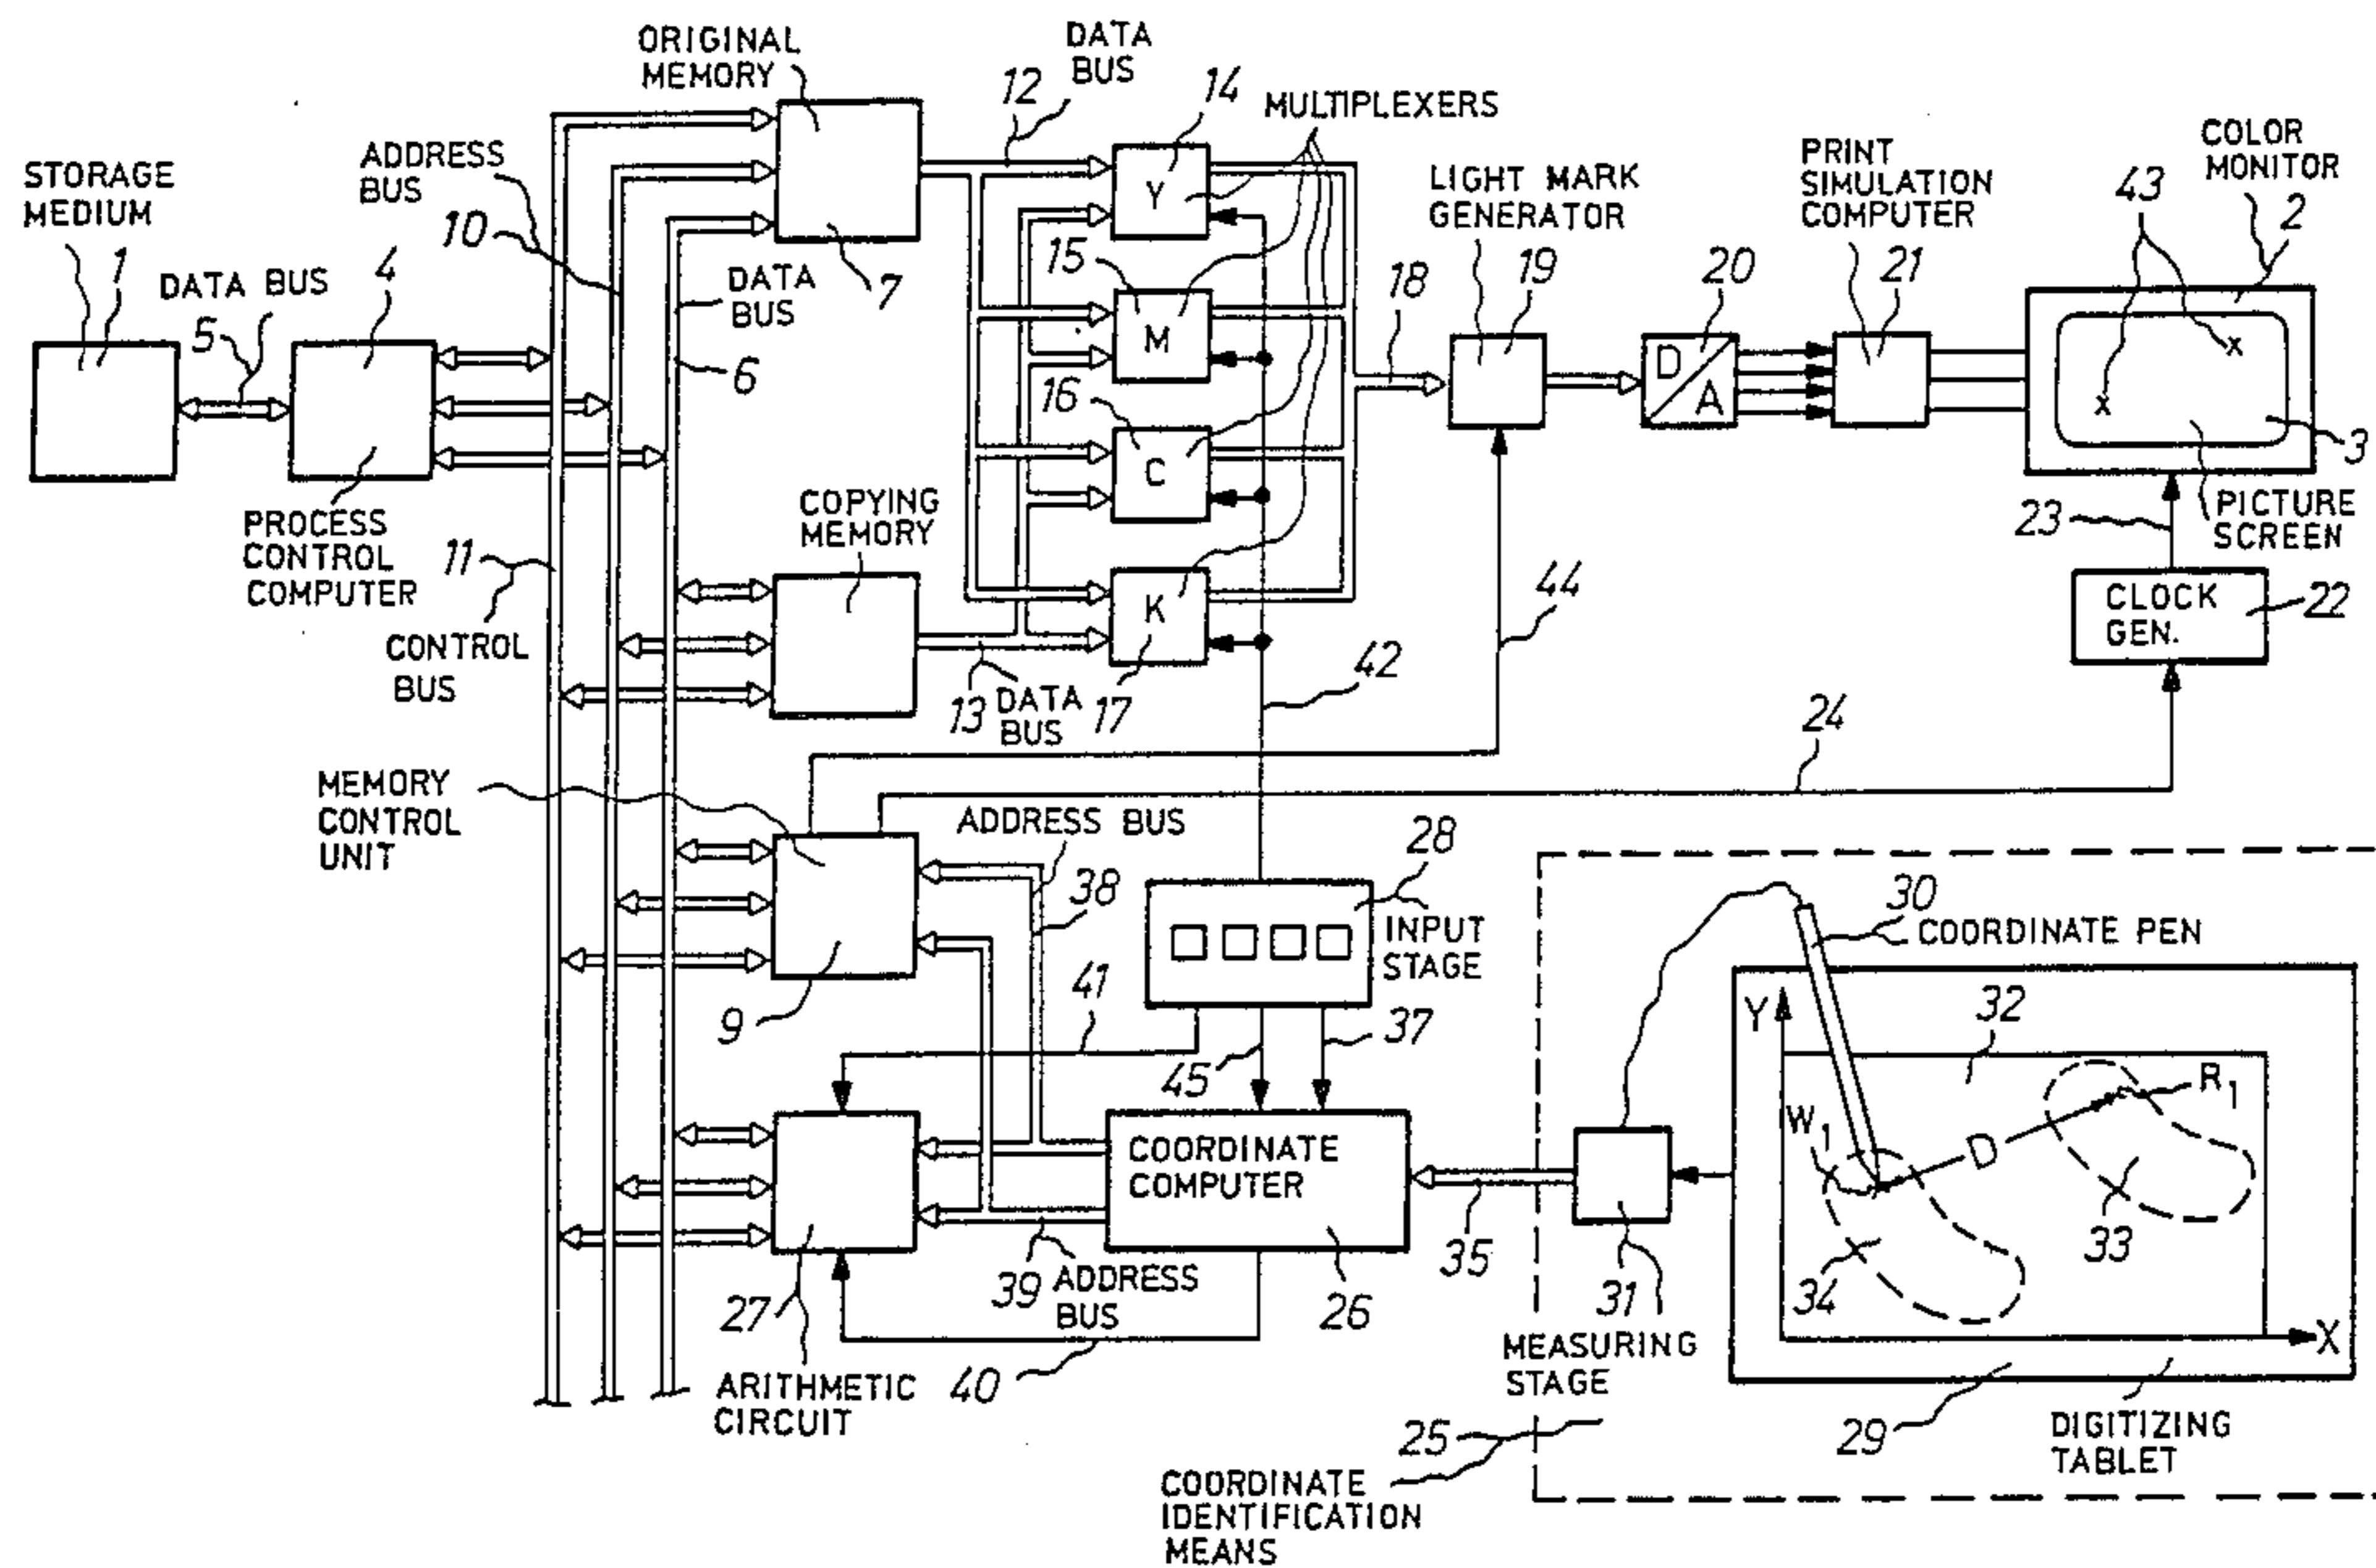 ORIGINAL
MEMORY
DATA
BUS
12
14
MULTIPLEXERS
STORAGE
MEDIUM
1
DATA BUS
5
ADDRESS
BUS
10
4
PROCESS
CONTROL
COMPUTER
11
CONTROL
BUS
7
DATA
BUS
6
Y
15
M
16
C
K
17
18
LIGHT MARK
GENERATOR
19
20
D
A
PRINT
SIMULATION
COMPUTER
21
COLOR
MONITOR
2
43
x
x
3
PICTURE
SCREEN
23
CLOCK
GEN.
22
COPYING
MEMORY
13
DATA
BUS
42
44
24
MEMORY
CONTROL
UNIT
9
ADDRESS BUS
38
28
INPUT
STAGE
41
45
37
30
COORDINATE PEN
Y
32
R1
W1
D
33
34
X
COORDINATE
COMPUTER
26
35
31
MEASURING
STAGE
27
ARITHMETIC
CIRCUIT
39
ADDRESS
BUS
40
25
COORDINATE
IDENTIFICATION
MEANS
29
DIGITIZING
TABLET